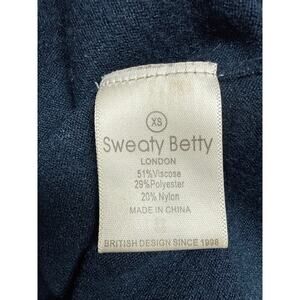 XS
Sweaty Betty
LONDON
51%Viscose
29%Polyester
20% Nylon
MADE IN CHINA
BRITISH DESIGN SINCE 1998